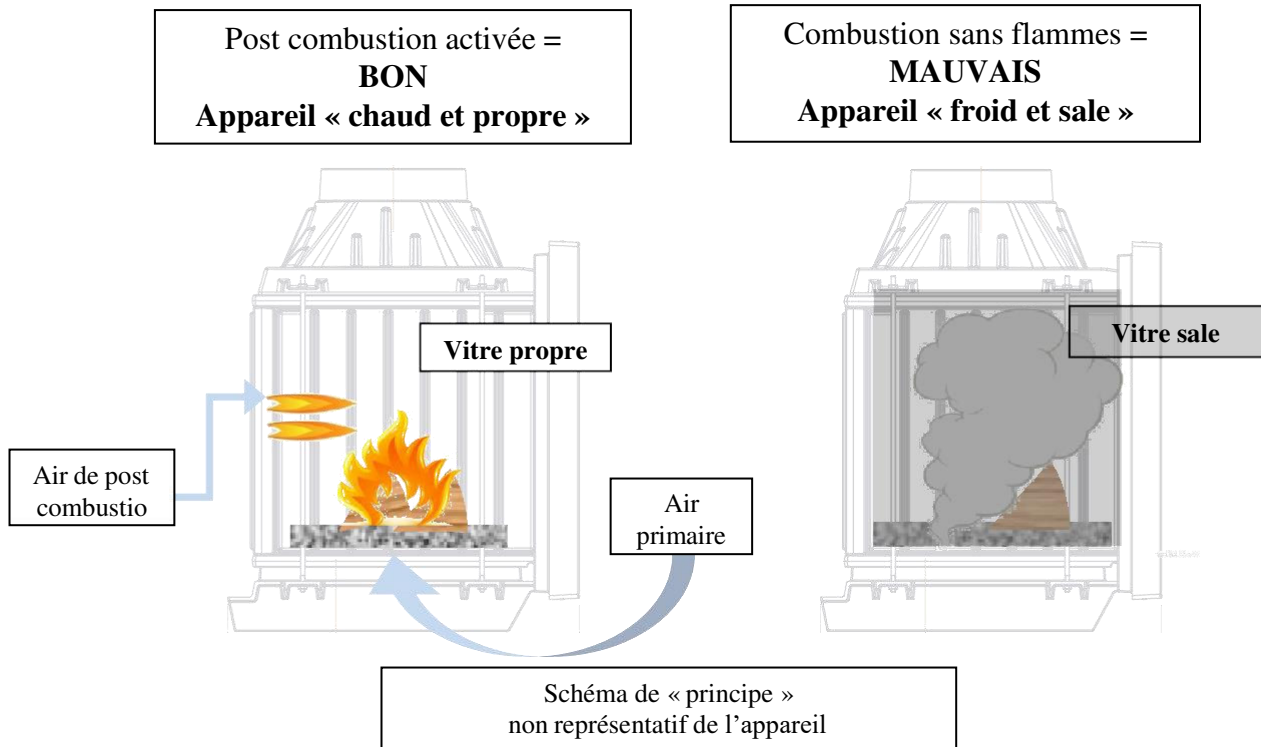 Post combustion activée =
BON
Appareil « chaud et propre »
Combustion sans flammes =
MAUVAIS
Appareil « froid et sale »
Vitre propre
Vitre sale
Air de post
combustio
Air
primaire
Schéma de « principe »
non représentatif de l’appareil